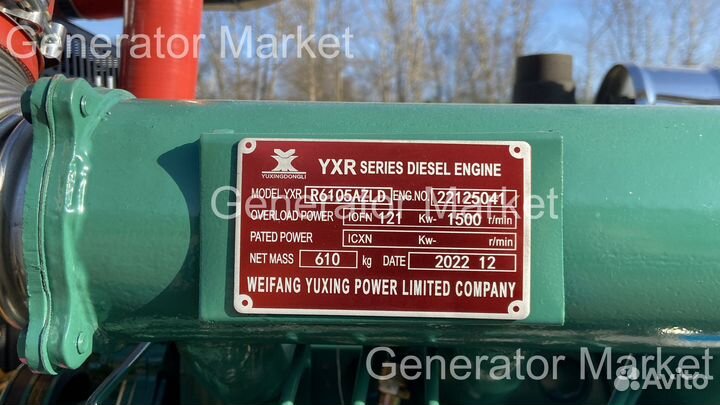 Generator Market
YUXINGDONGLI
YXR SERIES DIESEL ENGINE
MODEL YXR R6105AZLD ENG.NO. 22125041
Generator Market
OVERLOAD POWER IOFN 121 Kw- 1500 r/min
PATED POWER ICXN Kw- r/min
NET MASS 610 kg DATE 2022 12
WEIFANG YUXING POWER LIMITED COMPANY
Generator Market
Avito